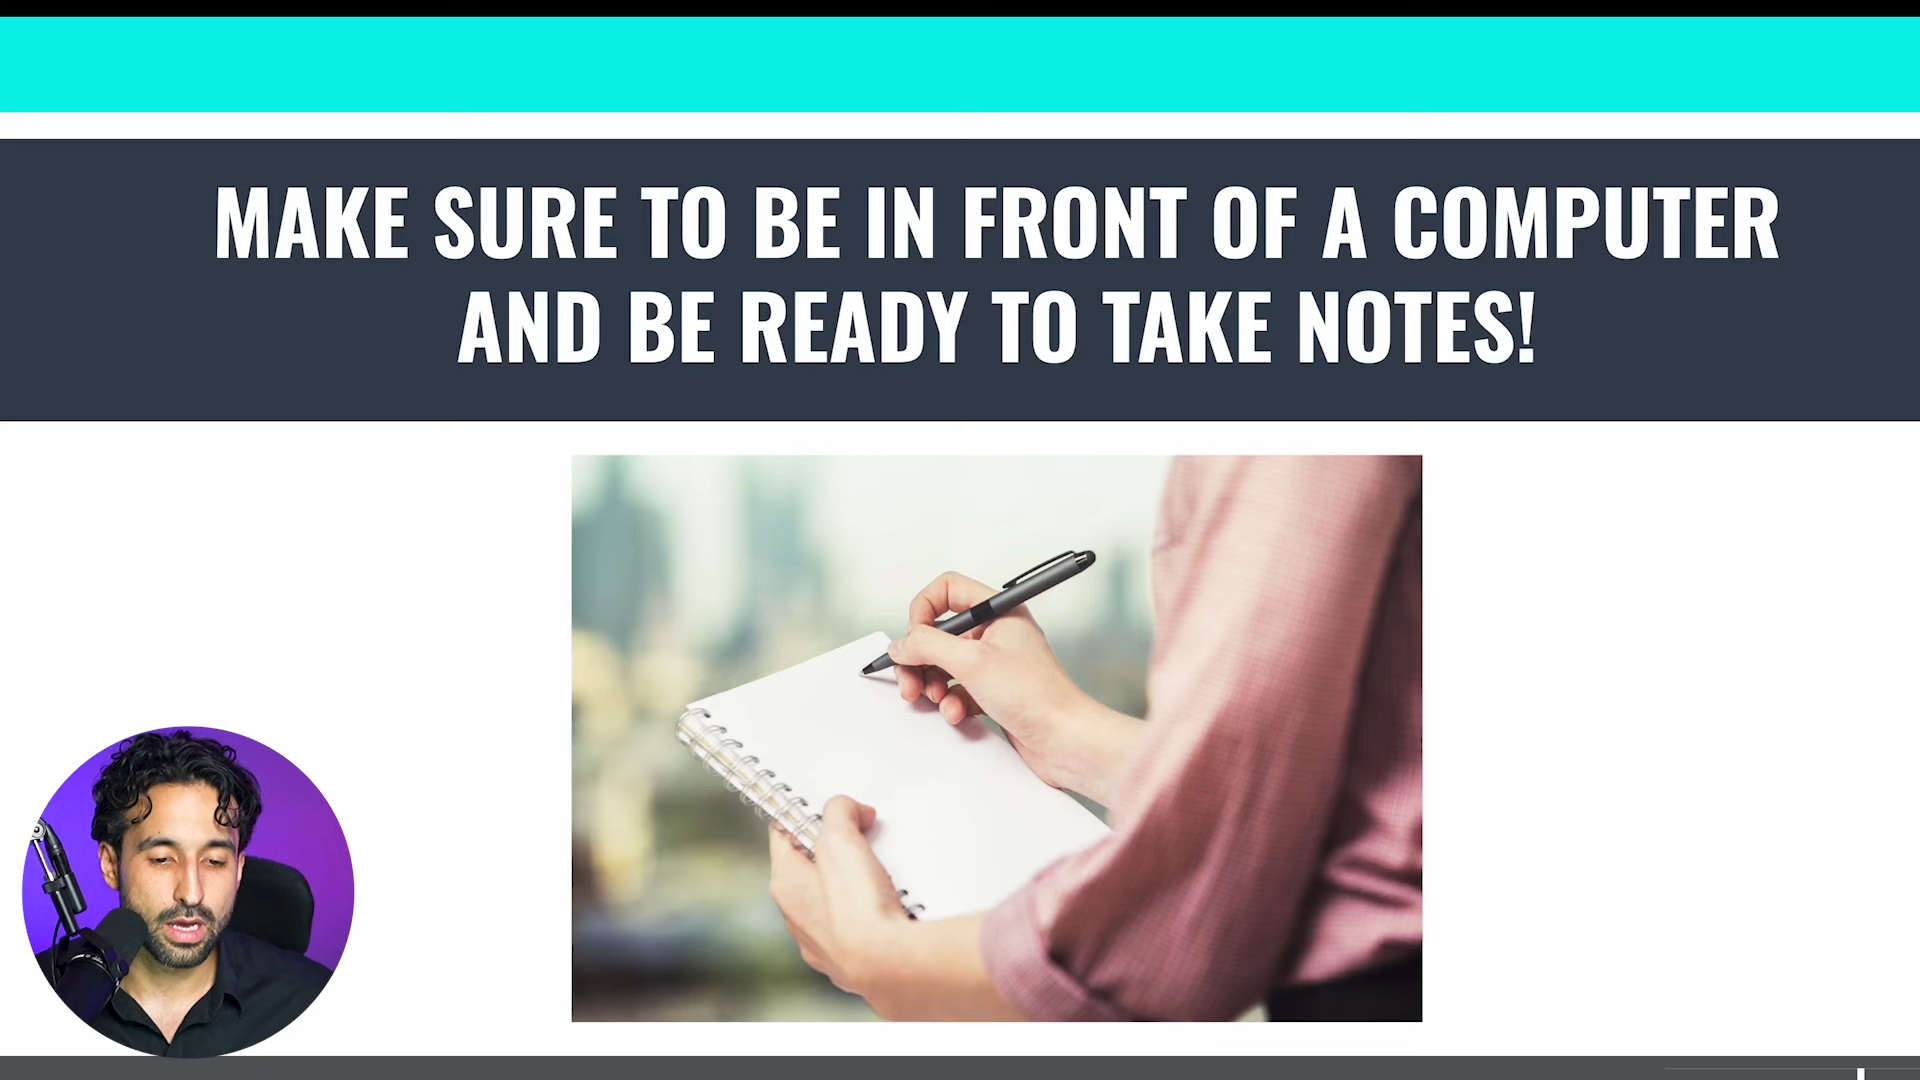 MAKE SURE TO BE IN FRONT OF A COMPUTER
AND BE READY TO TAKE NOTES!